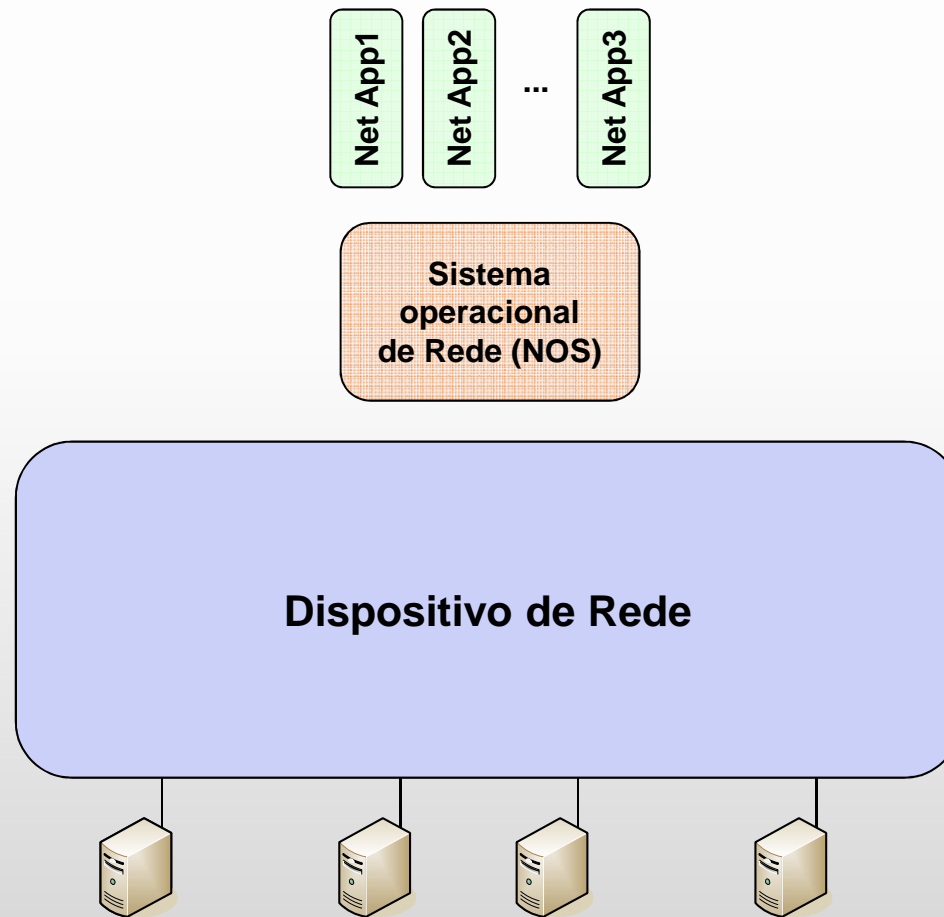 Net App1
Net App2
...
Net App3
Sistema
operacional
de Rede (NOS)
Dispositivo de Rede